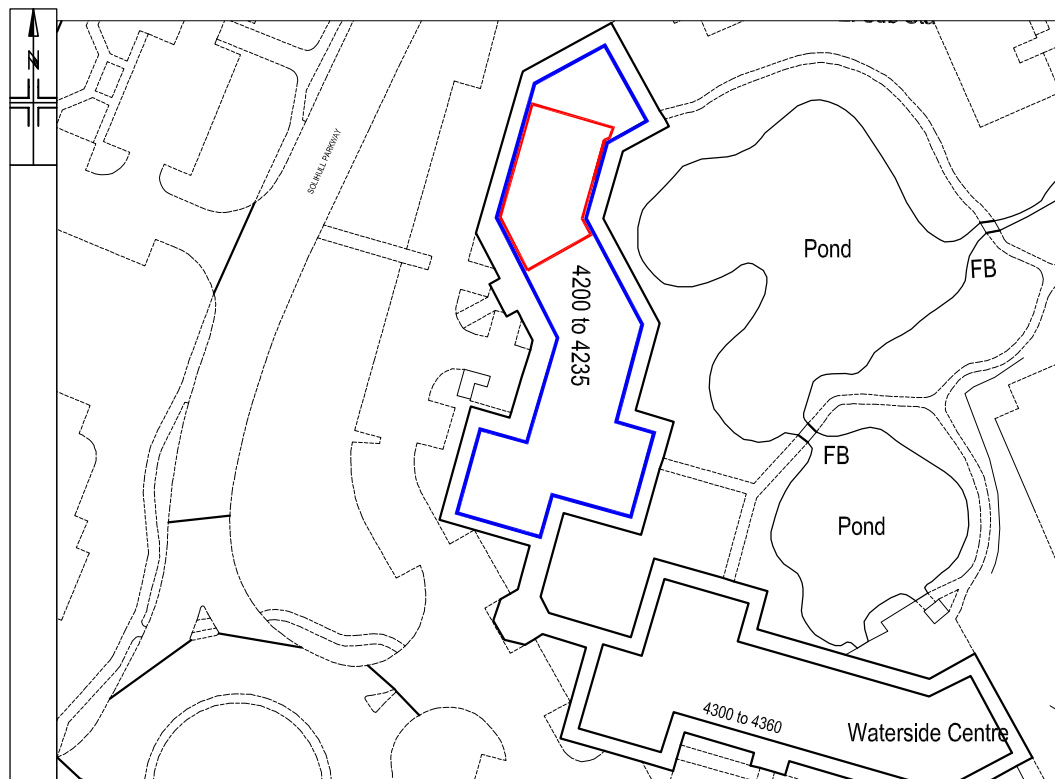 N
SOLIHULL PARKWAY
Pond
FB
4200 to 4235
FB
Pond
4300 to 4360
Waterside Centre